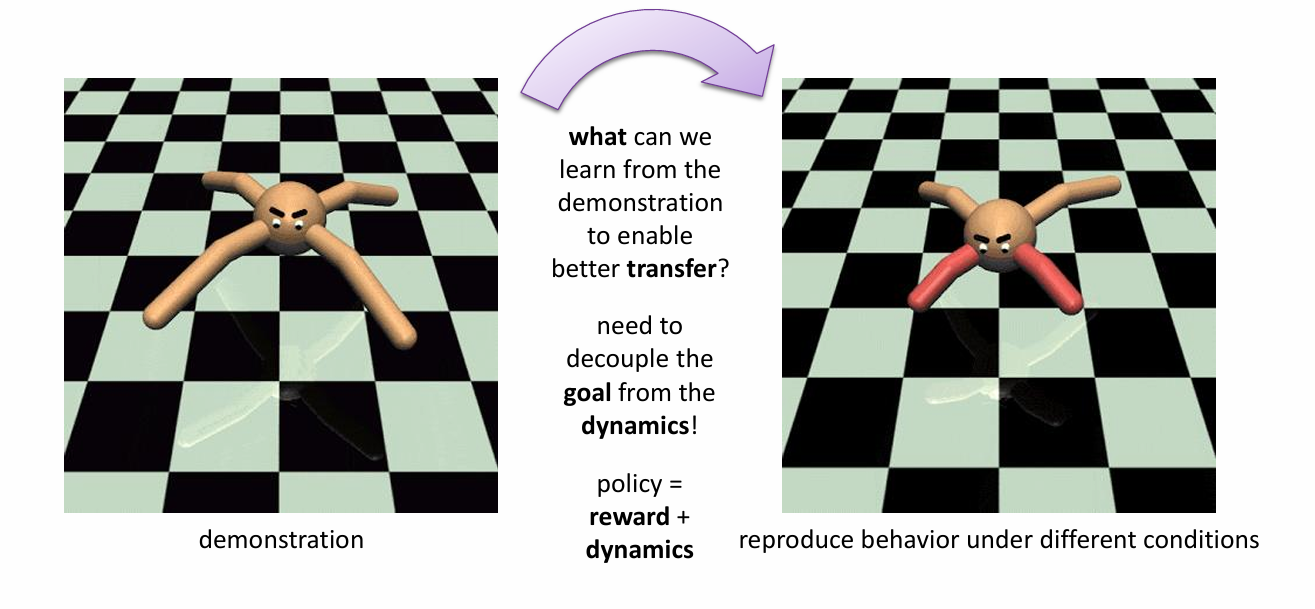 what can we
learn from the
demonstration
to enable
better transfer?
need to
decouple the
goal from the
dynamics!
policy =
reward +
dynamics
demonstration
reproduce behavior under different conditions